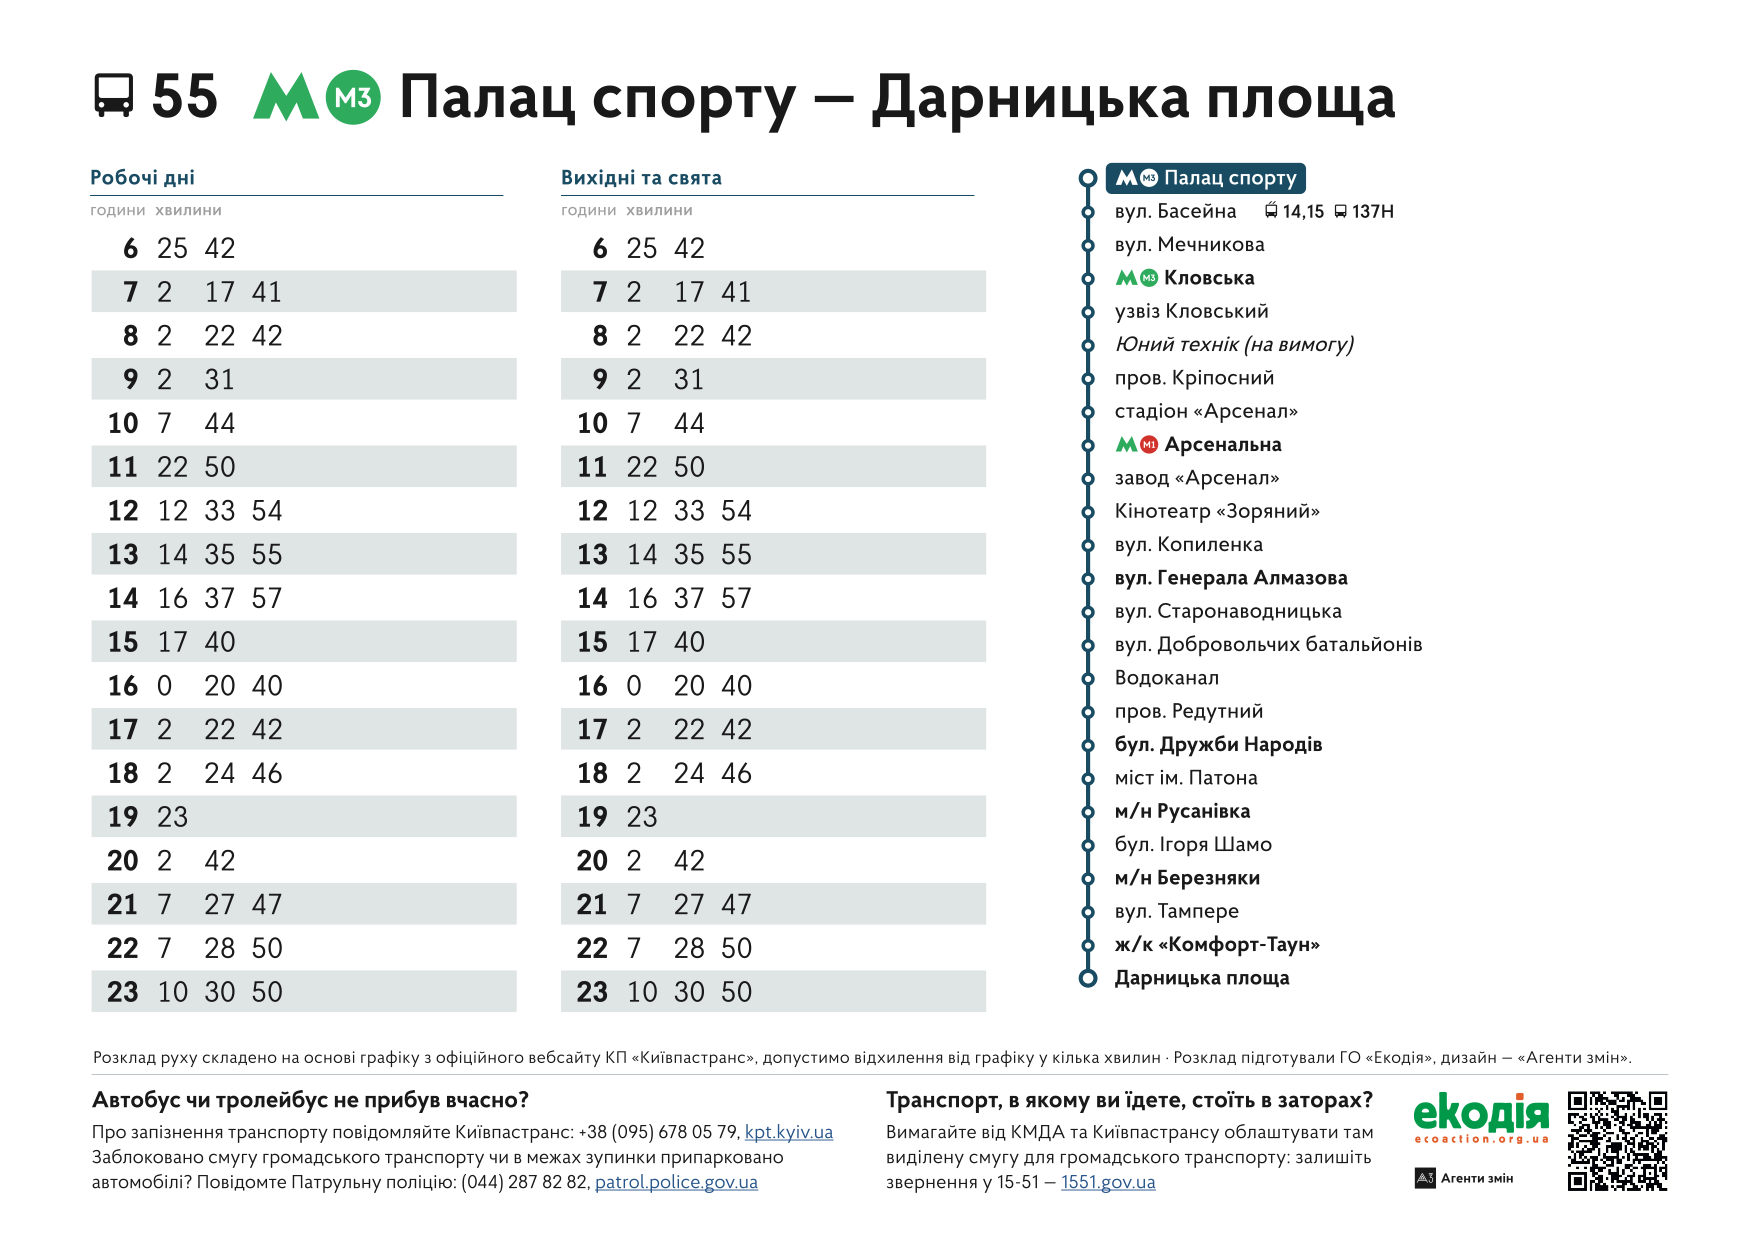 55 M3 Палац спорту – Дарницька площа
Робочі дні
години хвилини
6 25 42
7 2 17 41
8 2 22 42
9 2 31
10 7 44
11 22 50
12 12 33 54
13 14 35 55
14 16 37 57
15 17 40
16 0 20 40
17 2 22 42
18 2 24 46
19 23
20 2 42
21 7 27 47
22 7 28 50
23 10 30 50
Вихідні та свята
години хвилини
6 25 42
7 2 17 41
8 2 22 42
9 2 31
10 7 44
11 22 50
12 12 33 54
13 14 35 55
14 16 37 57
15 17 40
16 0 20 40
17 2 22 42
18 2 24 46
19 23
20 2 42
21 7 27 47
22 7 28 50
23 10 30 50
M3 Палац спорту
вул. Басейна 14,15 137Н
вул. Мечникова
M3 Кловська
узвіз Кловський
Юний технік (на вимогу)
пров. Кріпосний
стадіон «Арсенал»
M1 Арсенальна
завод «Арсенал»
Кінотеатр «Зоряний»
вул. Копиленка
вул. Генерала Алмазова
вул. Старонаводницька
вул. Добровольчих батальйонів
Водоканал
пров. Редутний
бул. Дружби Народів
міст ім. Патона
м/н Русанівка
бул. Ігоря Шамо
м/н Березняки
вул. Тампере
ж/к «Комфорт-Таун»
Дарницька площа
Розклад руху складено на основі графіку з офіційного вебсайту КП «Київпастранс», допустимо відхилення від графіку у кілька хвилин · Розклад підготували ГО «Екодія», дизайн – «Агенти змін».
Автобус чи тролейбус не прибув вчасно?
Про запізнення транспорту повідомляйте Київпастранс: +38 (095) 678 05 79, kpt.kyiv.ua
Заблоковано смугу громадського транспорту чи в межах зупинки припарковано
автомобілі? Повідомте Патрульну поліцію: (044) 287 82 82, patrol.police.gov.ua
Транспорт, в якому ви їдете, стоїть в заторах?
Вимагайте від КМДА та Київпастрансу облаштувати там
виділену смугу для громадського транспорту: залишіть
звернення у 15-51 – 1551.gov.ua
екодія
ecoaction.org.ua
АЗ Агенти змін